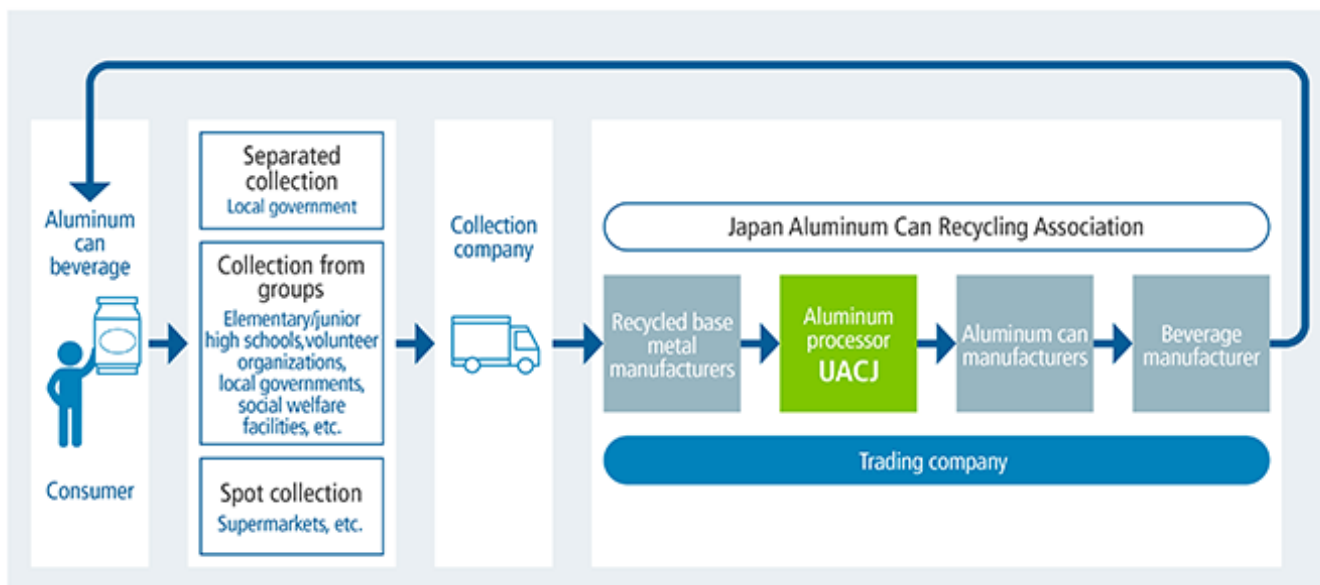 Aluminum
can
beverage
Consumer
Separated
collection
Local government
Collection from
groups
Elementary/junior
high schools,volunteer
organizations,
local governments,
social welfare
facilities, etc.
Spot collection
Supermarkets, etc.
Collection
company
Japan Aluminum Can Recycling Association
Recycled base
metal
manufacturers
Aluminum
processor
UACJ
Aluminum can
manufacturers
Beverage
manufacturer
Trading company